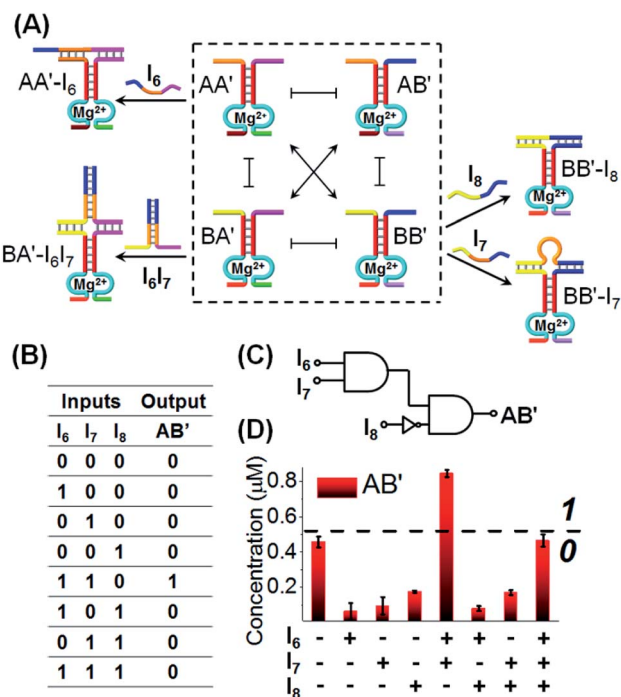 (A)
AA'-I6
I6
AA'
AB'
Mg2+
Mg2+
Mg2+
I8
BB'-I8
Mg2+
I7
BA'
BB'
BA'-I6I7
I6I7
Mg2+
Mg2+
Mg2+
BB'-I7
Mg2+
(B)
Inputs Output
I6 I7 I8 AB'
0 0 0 0
1 0 0 0
0 1 0 0
0 0 1 0
1 1 0 1
1 0 1 0
0 1 1 0
1 1 1 0
(C)
I6
I7
I8
AB'
(D)
Concentration (μM)
0.8
0.6
0.4
0.2
AB'
1
0
I6 - + - - + + - +
I7 - - + - + - + +
I8 - - - + - + + +